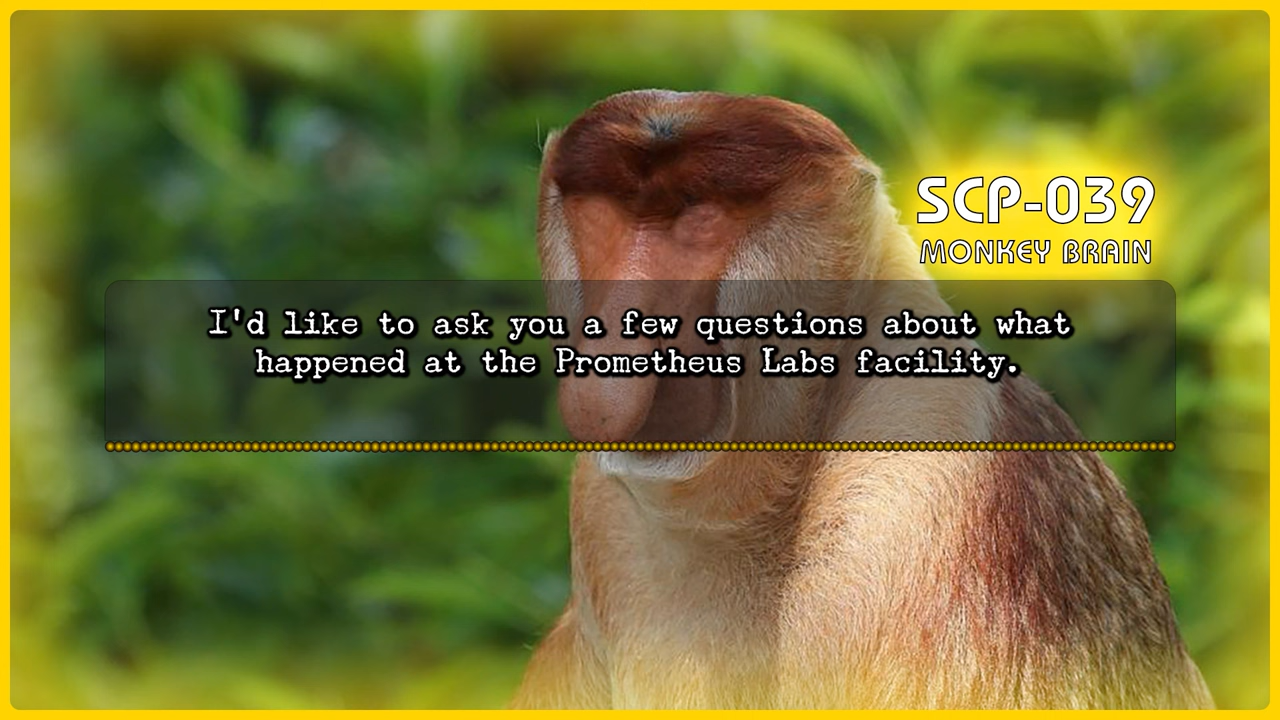 SCP-039
MONKEY BRAIN
I'd like to ask you a few questions about what
happened at the Prometheus Labs facility.